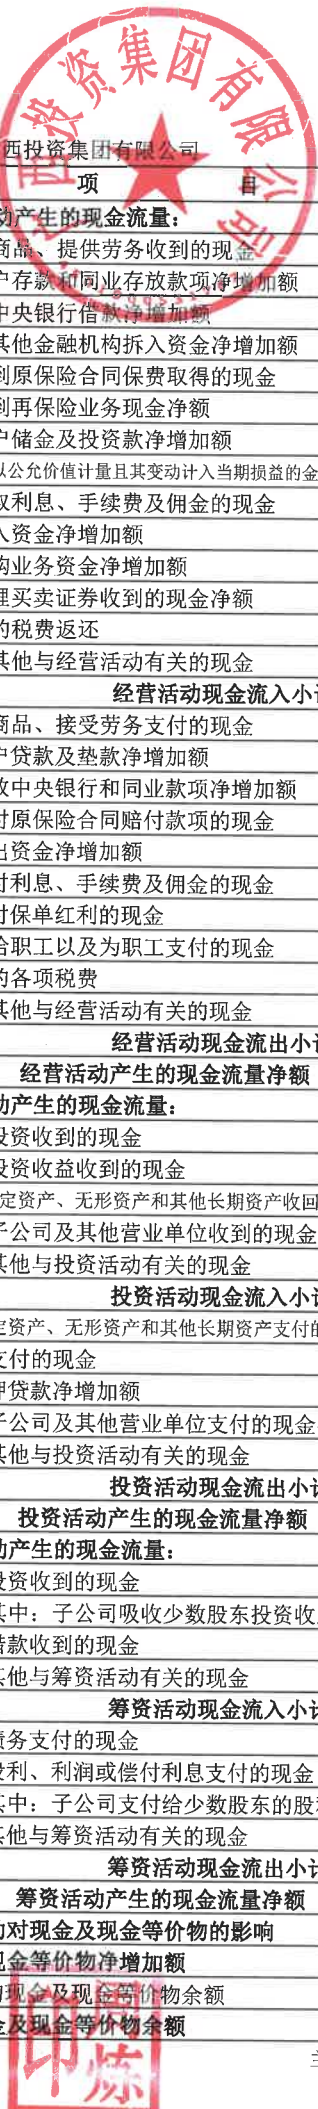 西投资集团有限公司
西投资集团有限公司
项 目
动产生的现金流量：
商品、提供劳务收到的现金
户存款和同业存放款项净增加额
中央银行借款净增加额
其他金融机构拆入资金净增加额
到原保险合同保费取得的现金
到再保险业务现金净额
户储金及投资款净增加额
以公允价值计量且其变动计入当期损益的金
取利息、手续费及佣金的现金
入资金净增加额
购业务资金净增加额
理买卖证券收到的现金净额
的税费返还
其他与经营活动有关的现金
经营活动现金流入小计
商品、接受劳务支付的现金
户贷款及垫款净增加额
放中央银行和同业款项净增加额
付原保险合同赔付款项的现金
出资金净增加额
付利息、手续费及佣金的现金
付保单红利的现金
给职工以及为职工支付的现金
的各项税费
其他与经营活动有关的现金
经营活动现金流出小计
经营活动产生的现金流量净额
动产生的现金流量：
投资收到的现金
投资收益收到的现金
定资产、无形资产和其他长期资产收回
子公司及其他营业单位收到的现金
其他与投资活动有关的现金
投资活动现金流入小计
定资产、无形资产和其他长期资产支付的
支付的现金
押贷款净增加额
子公司及其他营业单位支付的现金
其他与投资活动有关的现金
投资活动现金流出小计
投资活动产生的现金流量净额
动产生的现金流量：
投资收到的现金
其中：子公司吸收少数股东投资收
借款收到的现金
其他与筹资活动有关的现金
筹资活动现金流入小计
债务支付的现金
股利、利润或偿付利息支付的现金
其中：子公司支付给少数股东的股利
其他与筹资活动有关的现金
筹资活动现金流出小计
筹资活动产生的现金流量净额
动对现金及现金等价物的影响
现金等价物净增加额
初现金及现金等价物余额
金及现金等价物余额
印 炼
主